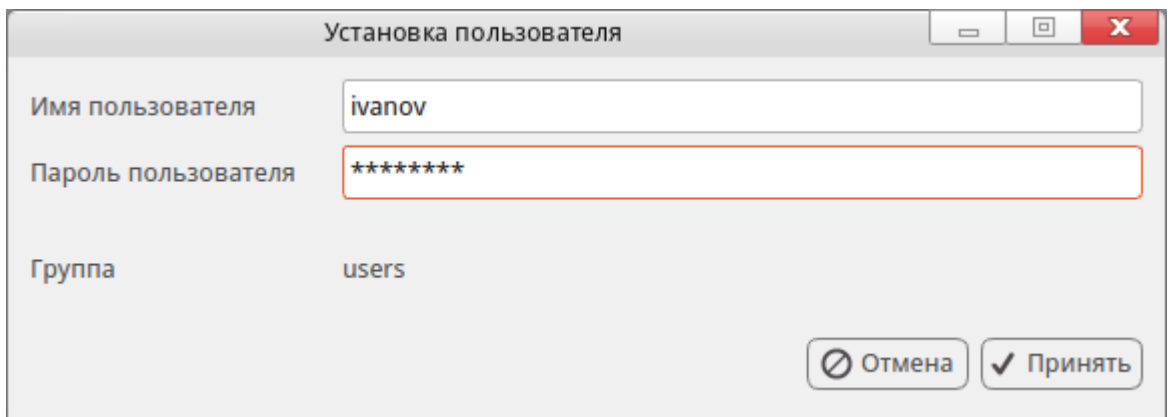 Установка пользователя
Имя пользователя ivanov
Пароль пользователя ********
Группа users
Отмена Принять